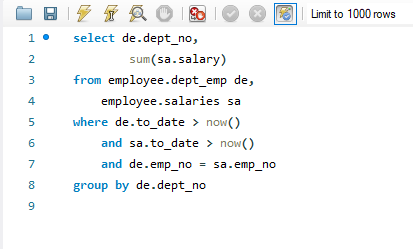 Limit to 1000 rows
1 select de.dept_no,
2 sum(sa.salary)
3 from employee.dept_emp de,
4 employee.salaries sa
5 where de.to_date > now()
6 and sa.to_date > now()
7 and de.emp_no = sa.emp_no
8 group by de.dept_no
9